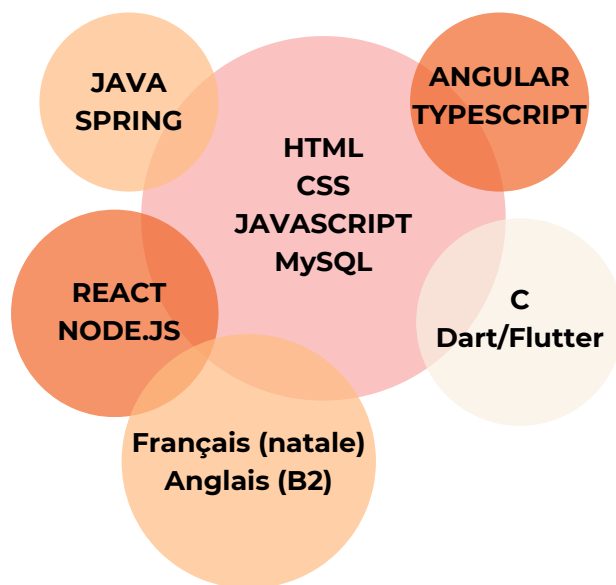 JAVA
SPRING
ANGULAR
TYPESCRIPT
HTML
CSS
JAVASCRIPT
MySQL
REACT
NODE.JS
C
Dart/Flutter
Français (natale)
Anglais (B2)